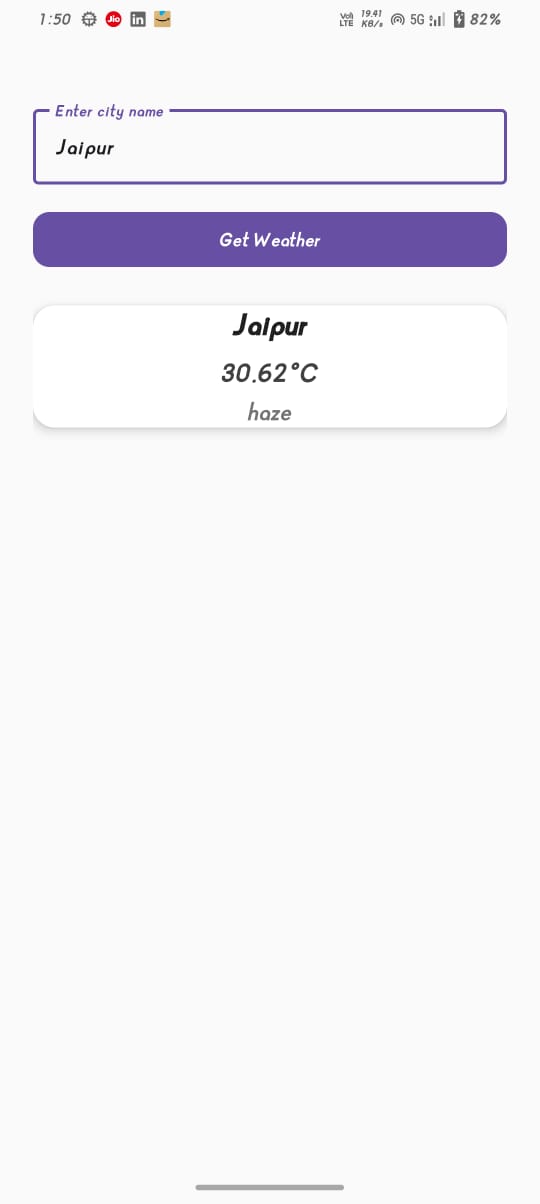 1:50 Jio in VoD LTE 19.41 KB/s 5G 82%
Enter city name
Jaipur
Get Weather
Jaipur
30.62°C
haze